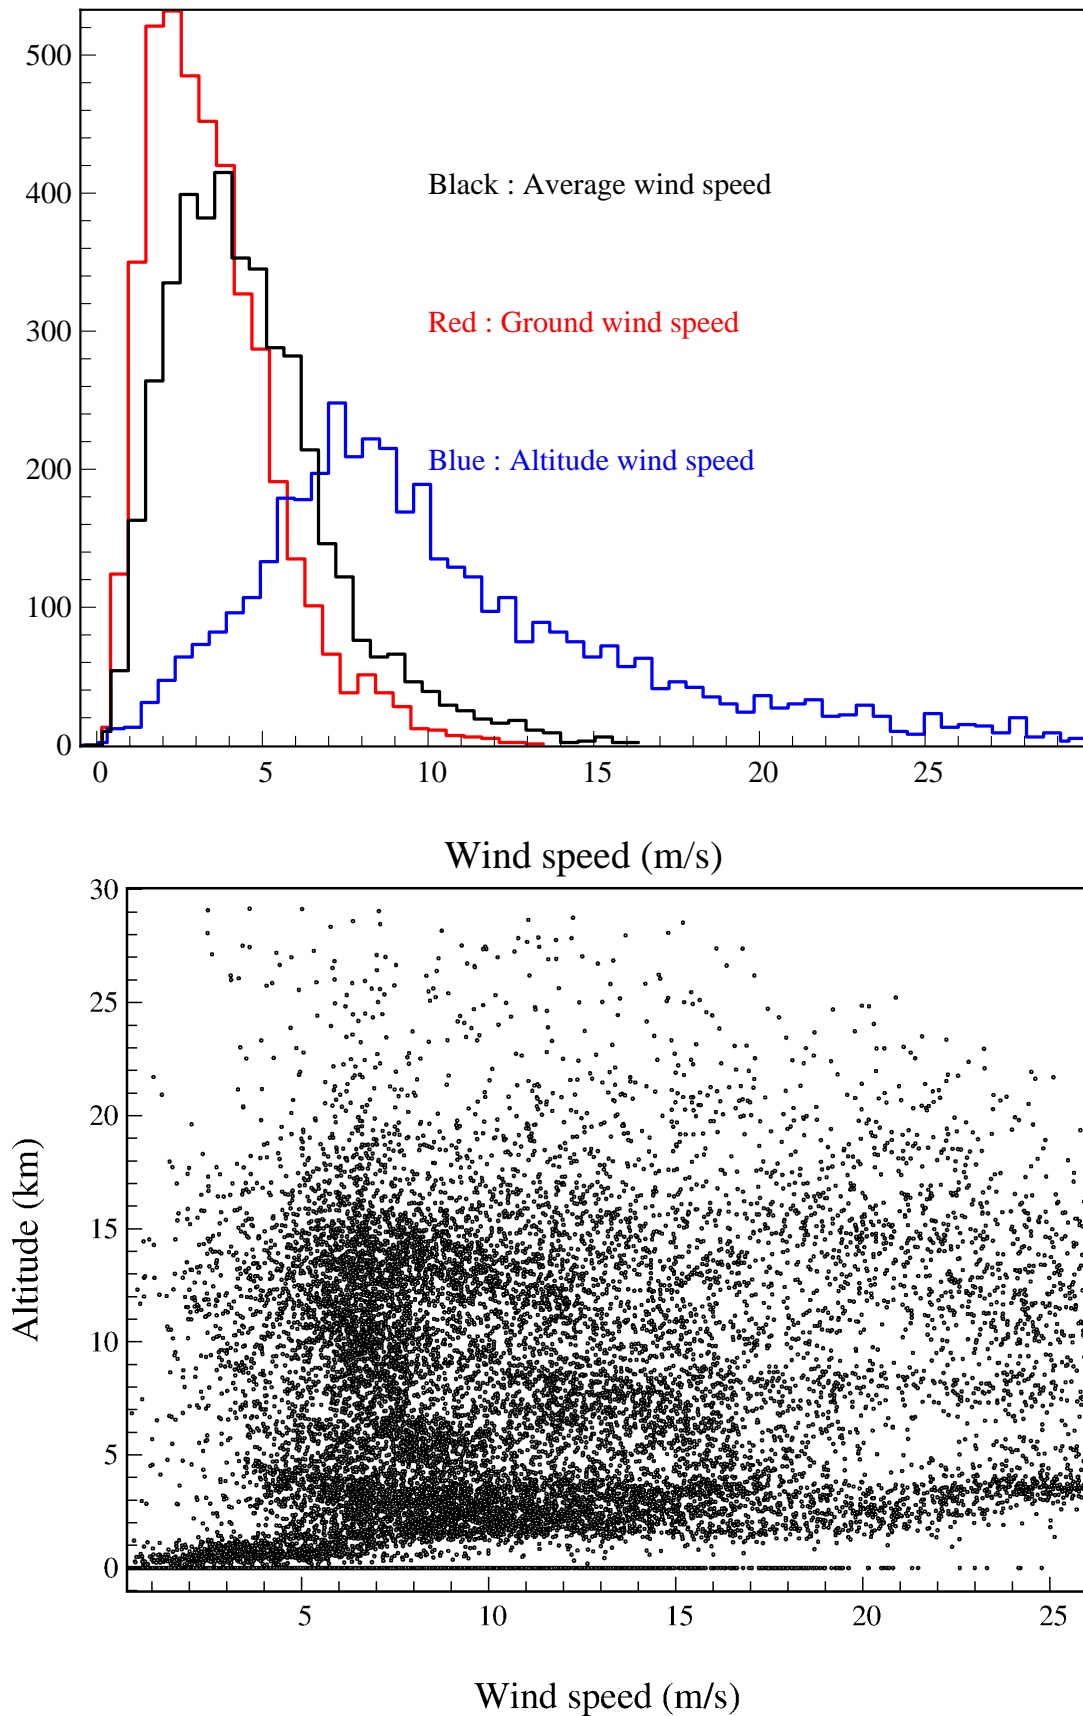 500
400
300
200
100
0
Black : Average wind speed
Red : Ground wind speed
Blue : Altitude wind speed
0 5 10 15 20 25
Wind speed (m/s)
30
25
20
15
10
5
0
Altitude (km)
5 10 15 20 25
Wind speed (m/s)